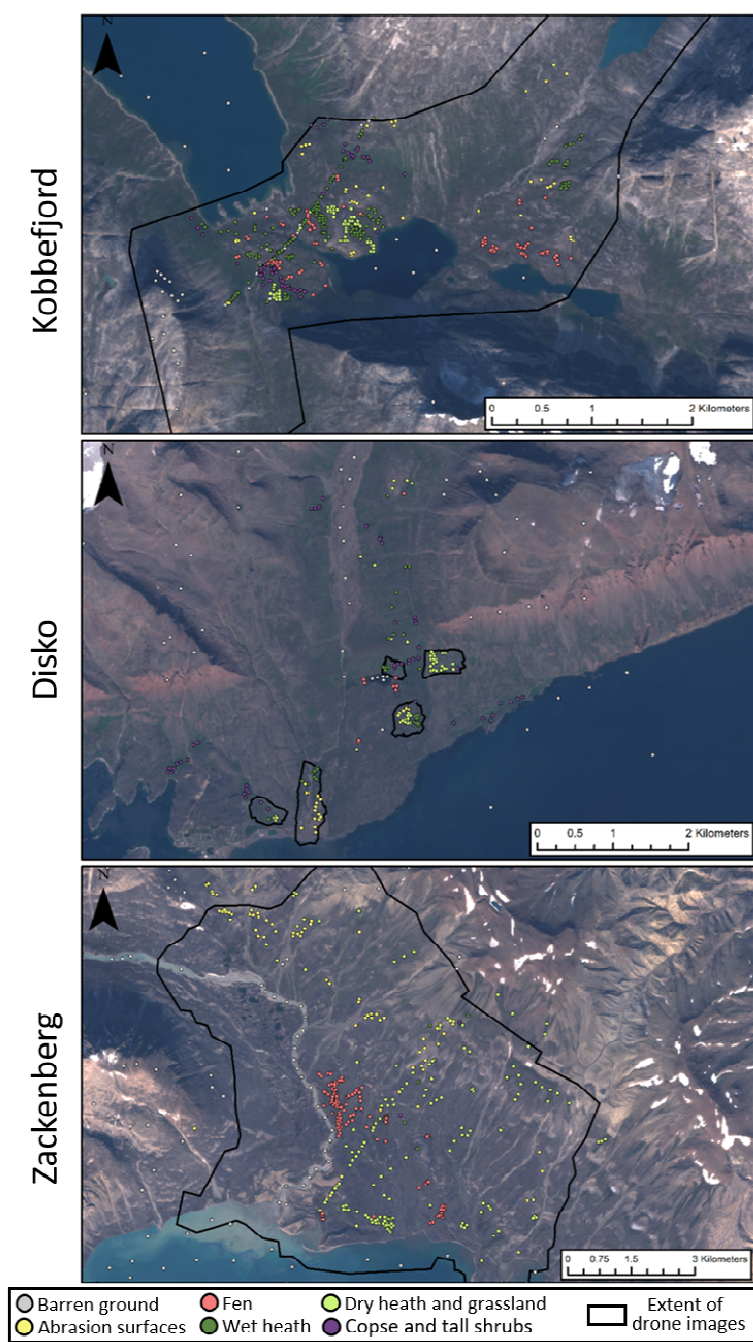 N
Kobbefjord
0 0.5 1 2 Kilometers
N
Disko
0 0.5 1 2 Kilometers
N
Zackenberg
0 0.75 1.5 3 Kilometers
Barren ground Fen Dry heath and grassland Extent of
Abrasion surfaces Wet heath Copse and tall shrubs drone images